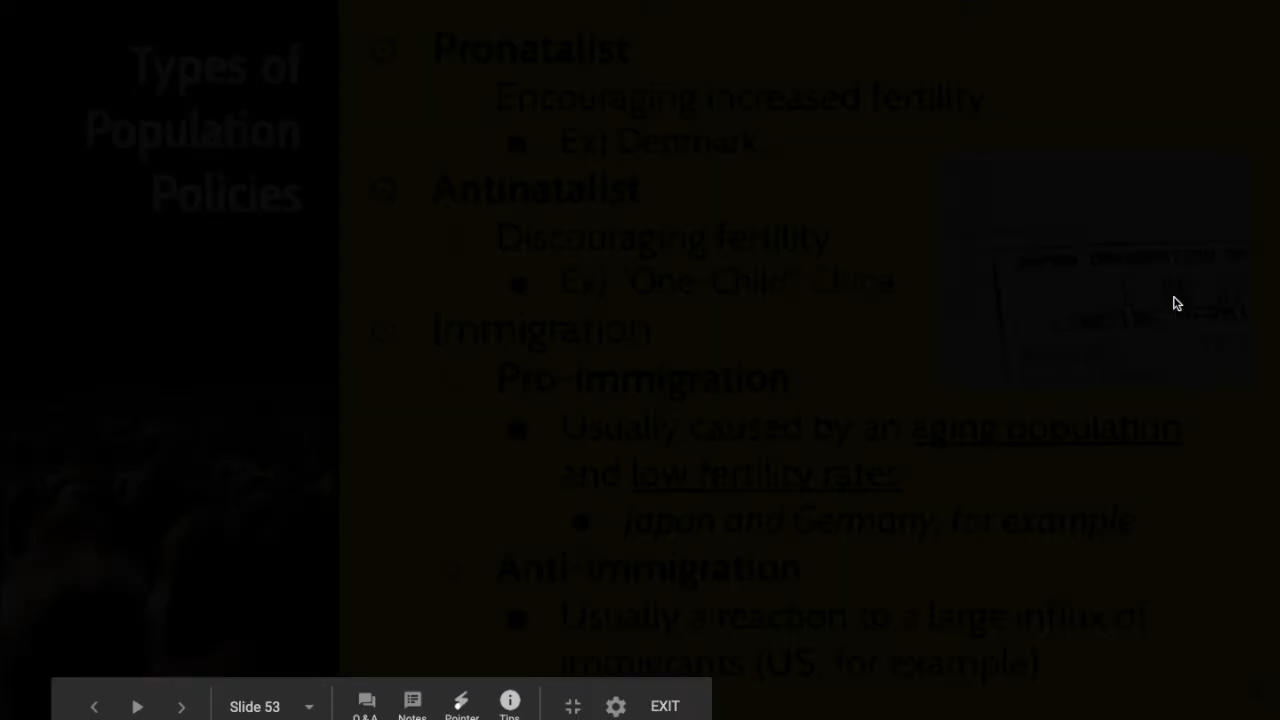 Types of
Population
Policies
Pronatalist
Encouraging increased fertility
Ex) Denmark
Antinatalist
Discouraging fertility
Ex) "One-Child" China
Immigration
Pro-immigration
Usually caused by an aging population
and low fertility rates
Japan and Germany, for example
Anti-immigration
Usually a reaction to a large influx of
immigrants (US, for example)
Slide 53
Q&A Notes Pointer Tips
EXIT